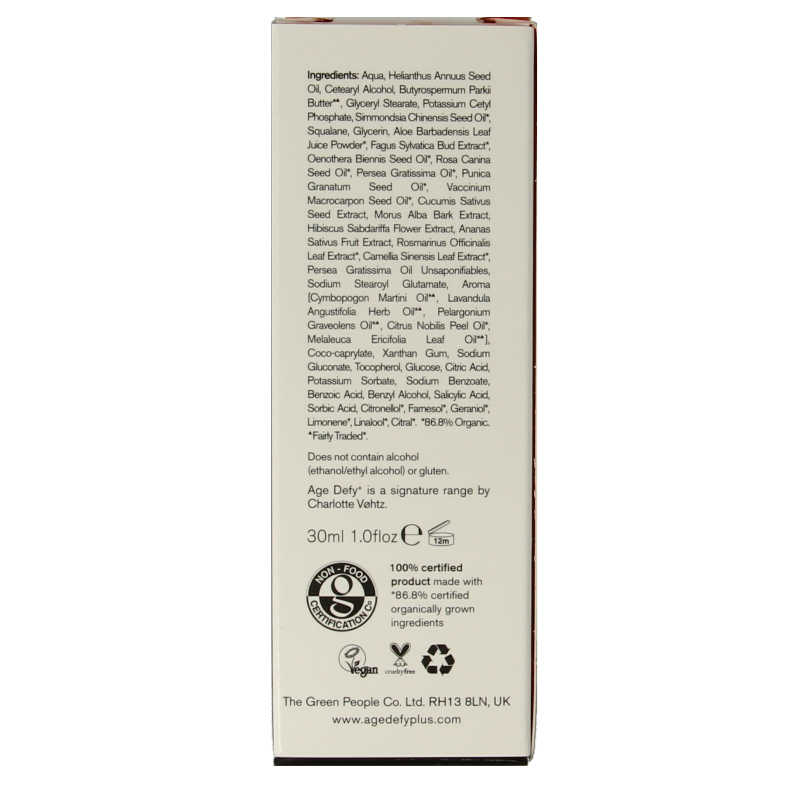 Ingredients: Aqua, Helianthus Annuus Seed
Oil, Cetearyl Alcohol, Butyrospermum Parkii
Butter*▲, Glyceryl Stearate, Potassium Cetyl
Phosphate, Simmondsia Chinensis Seed Oil*,
Squalane, Glycerin, Aloe Barbadensis Leaf
Juice Powder*, Fagus Sylvatica Bud Extract*,
Oenothera Biennis Seed Oil*, Rosa Canina
Seed Oil*, Persea Gratissima Oil*, Punica
Granatum Seed Oil*, Vaccinium
Macrocarpon Seed Oil*, Cucumis Sativus
Seed Extract, Morus Alba Bark Extract,
Hibiscus Sabdariffa Flower Extract, Ananas
Sativus Fruit Extract, Rosmarinus Officinalis
Leaf Extract*, Camellia Sinensis Leaf Extract*,
Persea Gratissima Oil Unsaponifiables,
Sodium Stearoyl Glutamate, Aroma
[Cymbopogon Martini Oil*▲, Lavandula
Angustifolia Herb Oil*▲, Pelargonium
Graveolens Oil*▲, Citrus Nobilis Peel Oil*,
Melaleuca Ericifolia Leaf Oil*▲],
Coco-caprylate, Xanthan Gum, Sodium
Gluconate, Tocopherol, Glucose, Citric Acid,
Potassium Sorbate, Sodium Benzoate,
Benzoic Acid, Benzyl Alcohol, Salicylic Acid,
Sorbic Acid, Citronellol*, Farnesol*, Geraniol*,
Limonene*, Linalool*, Citral*. *86.8% Organic.
▲Fairly Traded*.
Does not contain alcohol
(ethanol/ethyl alcohol) or gluten.
Age Defy+ is a signature range by
Charlotte Vøhtz.
30ml 1.0floz ℮ 12m
NON-FOOD
CERTIFICATION Co
100% certified
product made with
*86.8% certified
organically grown
ingredients
Vegan
crueltyfree
The Green People Co. Ltd. RH13 8LN, UK
www.agedefyplus.com